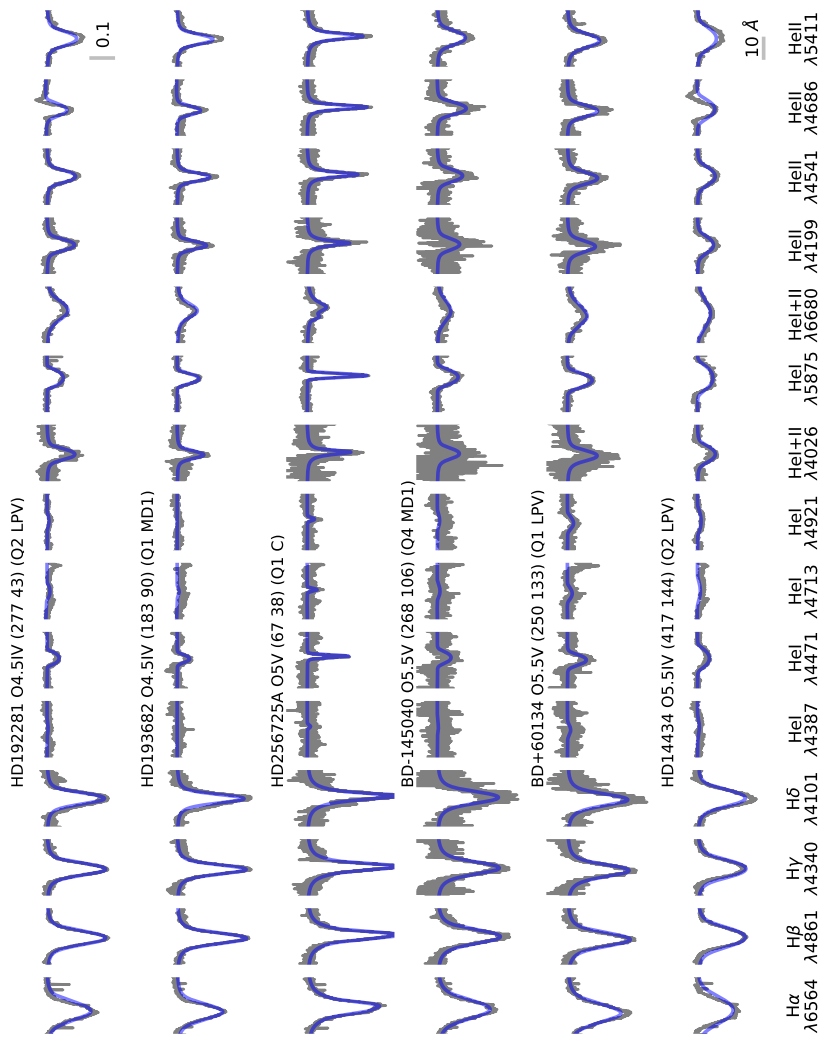 HD192281 O4.5IV (277 43) (Q2 LPV)
0.1
HD193682 O4.5IV (183 90) (Q1 MD1)
HD256725A O5V (67 38) (Q1 C)
BD-145040 O5.5V (268 106) (Q4 MD1)
BD+60134 O5.5V (250 133) (Q1 LPV)
HD14434 O5.5IV (417 144) (Q2 LPV)
10 Å
Hα
λ6564
Hβ
λ4861
Hγ
λ4340
Hδ
λ4101
HeI
λ4387
HeI
λ4471
HeI
λ4713
HeI
λ4921
HeI+II
λ4026
HeI
λ5875
HeI+II
λ6680
HeII
λ4199
HeII
λ4541
HeII
λ4686
HeII
λ5411